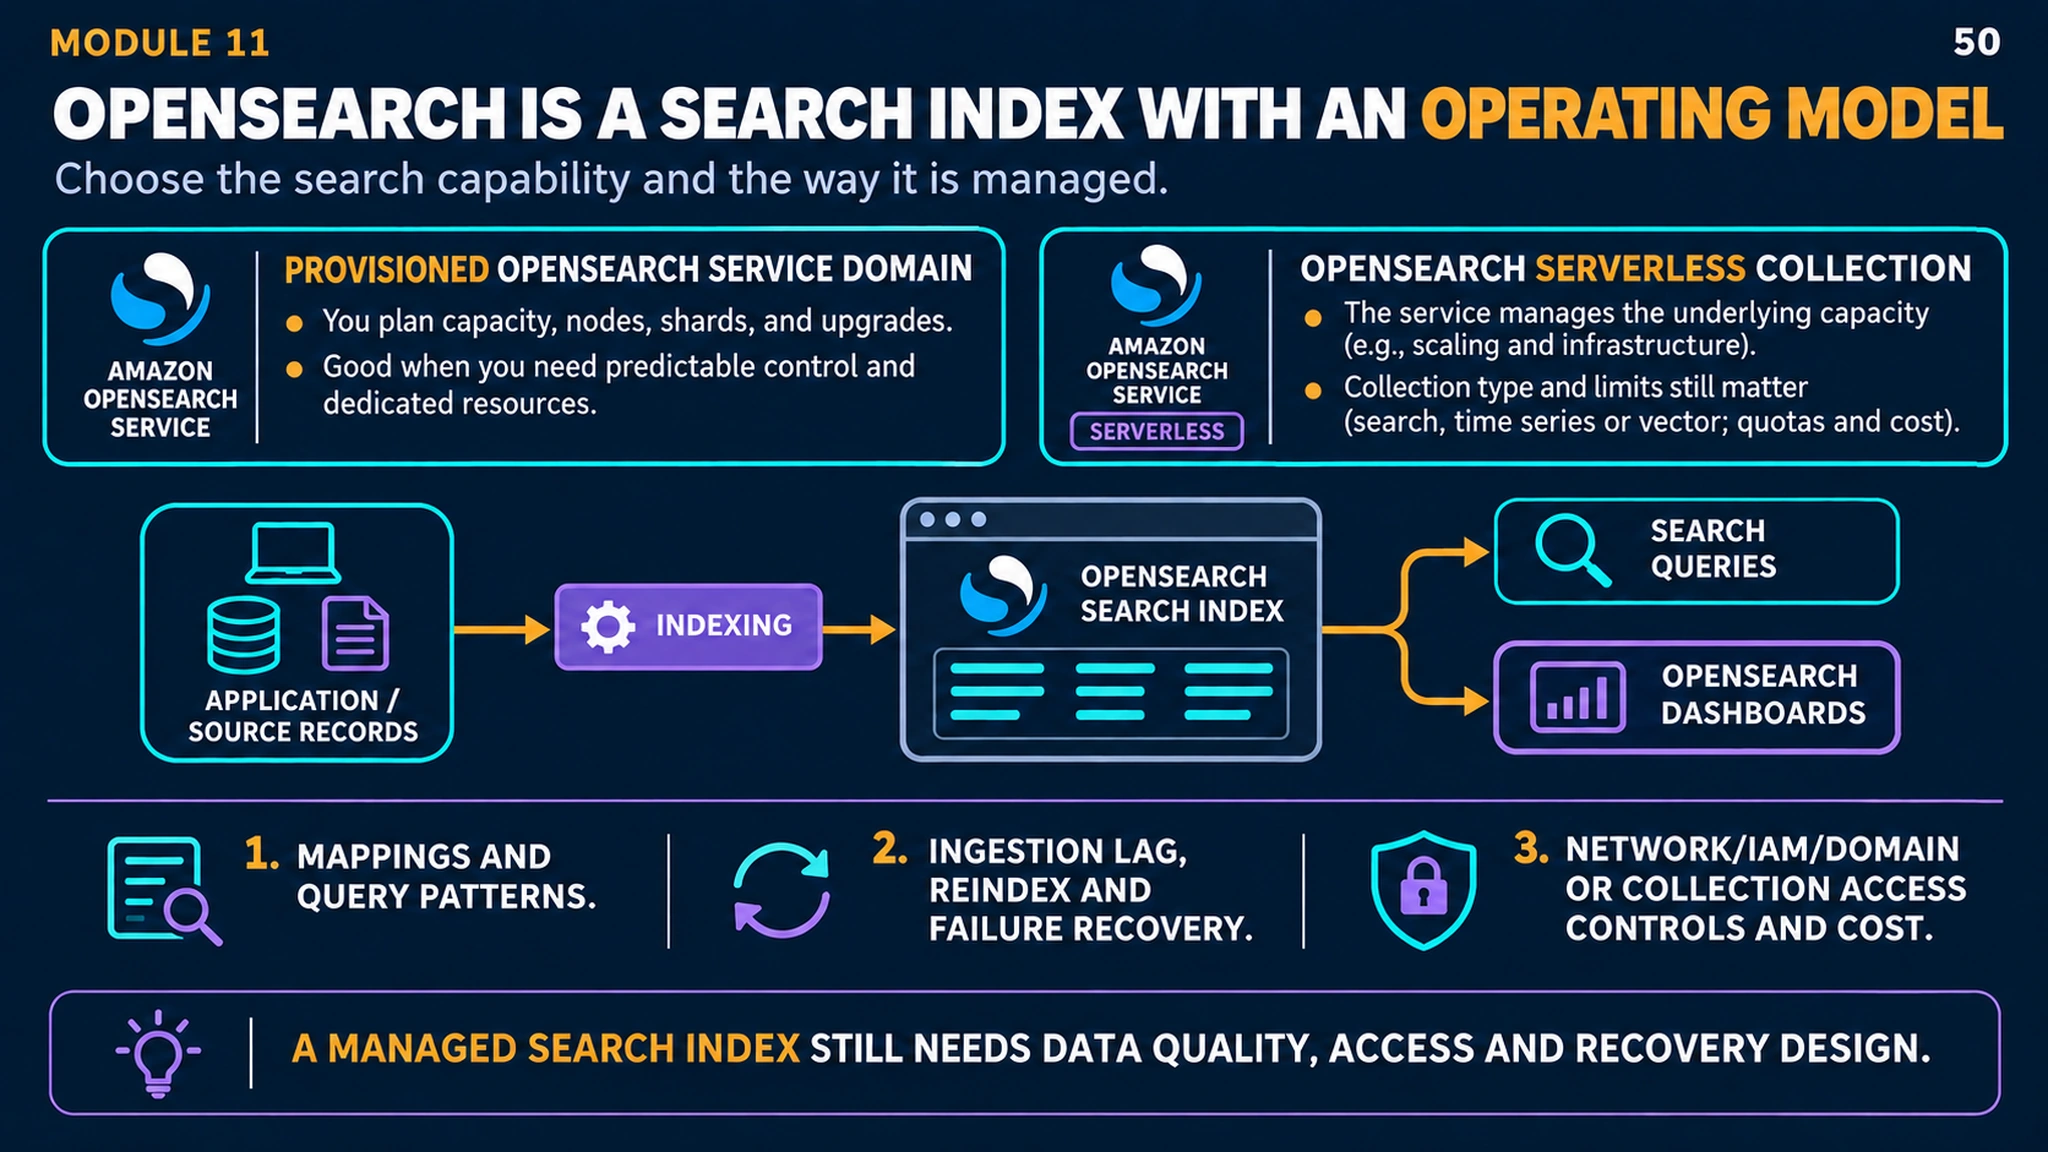 MODULE 11
50
OPENSEARCH IS A SEARCH INDEX WITH AN OPERATING MODEL
Choose the search capability and the way it is managed.
AMAZON
OPENSEARCH
SERVICE
PROVISIONED OPENSEARCH SERVICE DOMAIN
You plan capacity, nodes, shards, and upgrades.
Good when you need predictable control and
dedicated resources.
AMAZON
OPENSEARCH
SERVICE
SERVERLESS
OPENSEARCH SERVERLESS COLLECTION
The service manages the underlying capacity
(e.g., scaling and infrastructure).
Collection type and limits still matter
(search, time series or vector; quotas and cost).
APPLICATION /
SOURCE RECORDS
INDEXING
OPENSEARCH
SEARCH INDEX
SEARCH
QUERIES
OPENSEARCH
DASHBOARDS
1. MAPPINGS AND
QUERY PATTERNS.
2. INGESTION LAG,
REINDEX AND
FAILURE RECOVERY.
3. NETWORK/IAM/DOMAIN
OR COLLECTION ACCESS
CONTROLS AND COST.
A MANAGED SEARCH INDEX STILL NEEDS DATA QUALITY, ACCESS AND RECOVERY DESIGN.